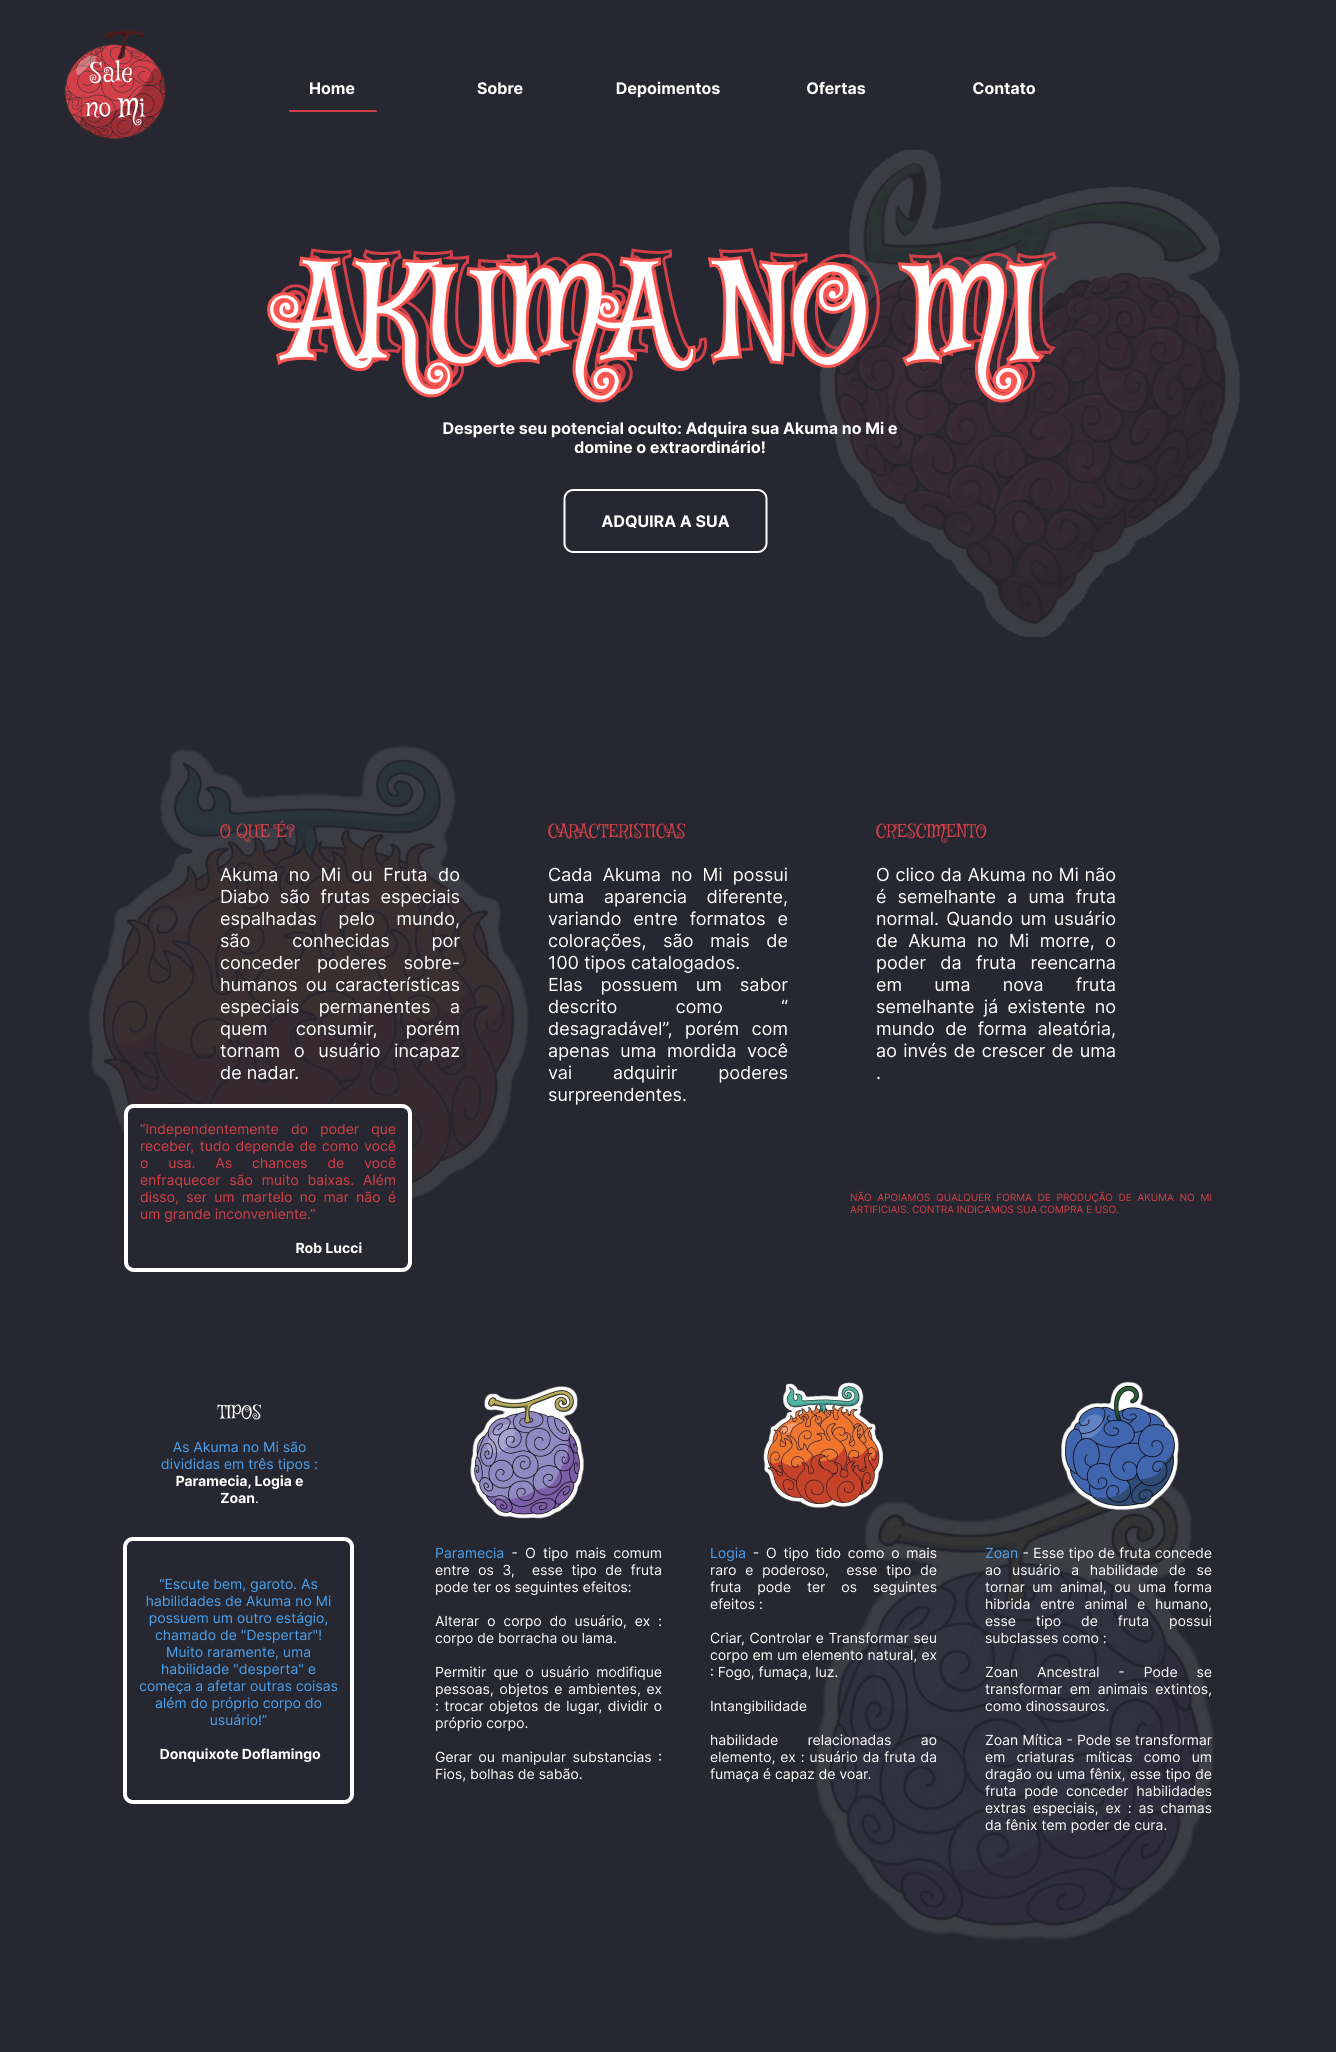 Sale
no Mi
Home
Sobre
Depoimentos
Ofertas
Contato
AKUMA NO MI
Desperte seu potencial oculto: Adquira sua Akuma no Mi e
domine o extraordinário!
ADQUIRA A SUA
O QUE É?
Akuma no Mi ou Fruta do
Diabo são frutas especiais
espalhadas pelo mundo,
são conhecidas por
conceder poderes sobre-
humanos ou características
especiais permanentes a
quem consumir, porém
tornam o usuário incapaz
de nadar.
CARACTERISTICAS
Cada Akuma no Mi possui
uma aparencia diferente,
variando entre formatos e
colorações, são mais de
100 tipos catalogados.
Elas possuem um sabor
descrito como “
desagradável”, porém com
apenas uma mordida você
vai adquirir poderes
surpreendentes.
CRESCIMENTO
O clico da Akuma no Mi não
é semelhante a uma fruta
normal. Quando um usuário
de Akuma no Mi morre, o
poder da fruta reencarna
em uma nova fruta
semelhante já existente no
mundo de forma aleatória,
ao invés de crescer de uma
.
“Independentemente do poder que
receber, tudo depende de como você
o usa. As chances de você
enfraquecer são muito baixas. Além
disso, ser um martelo no mar não é
um grande inconveniente.”
Rob Lucci
NÃO APOIAMOS QUALQUER FORMA DE PRODUÇÃO DE AKUMA NO MI
ARTIFICIAIS. CONTRA INDICAMOS SUA COMPRA E USO.
TIPOS
As Akuma no Mi são
divididas em três tipos :
Paramecia, Logia e
Zoan.
“Escute bem, garoto. As
habilidades de Akuma no Mi
possuem um outro estágio,
chamado de "Despertar"!
Muito raramente, uma
habilidade "desperta" e
começa a afetar outras coisas
além do próprio corpo do
usuário!”
Donquixote Doflamingo
Paramecia - O tipo mais comum
entre os 3, esse tipo de fruta
pode ter os seguintes efeitos:
Alterar o corpo do usuário, ex :
corpo de borracha ou lama.
Permitir que o usuário modifique
pessoas, objetos e ambientes, ex
: trocar objetos de lugar, dividir o
próprio corpo.
Gerar ou manipular substancias :
Fios, bolhas de sabão.
Logia - O tipo tido como o mais
raro e poderoso, esse tipo de
fruta pode ter os seguintes
efeitos :
Criar, Controlar e Transformar seu
corpo em um elemento natural, ex
: Fogo, fumaça, luz.
Intangibilidade
habilidade relacionadas ao
elemento, ex : usuário da fruta da
fumaça é capaz de voar.
Zoan - Esse tipo de fruta concede
ao usuário a habilidade de se
tornar um animal, ou uma forma
hibrida entre animal e humano,
esse tipo de fruta possui
subclasses como :
Zoan Ancestral - Pode se
transformar em animais extintos,
como dinossauros.
Zoan Mítica - Pode se transformar
em criaturas míticas como um
dragão ou uma fênix, esse tipo de
fruta pode conceder habilidades
extras especiais, ex : as chamas
da fênix tem poder de cura.